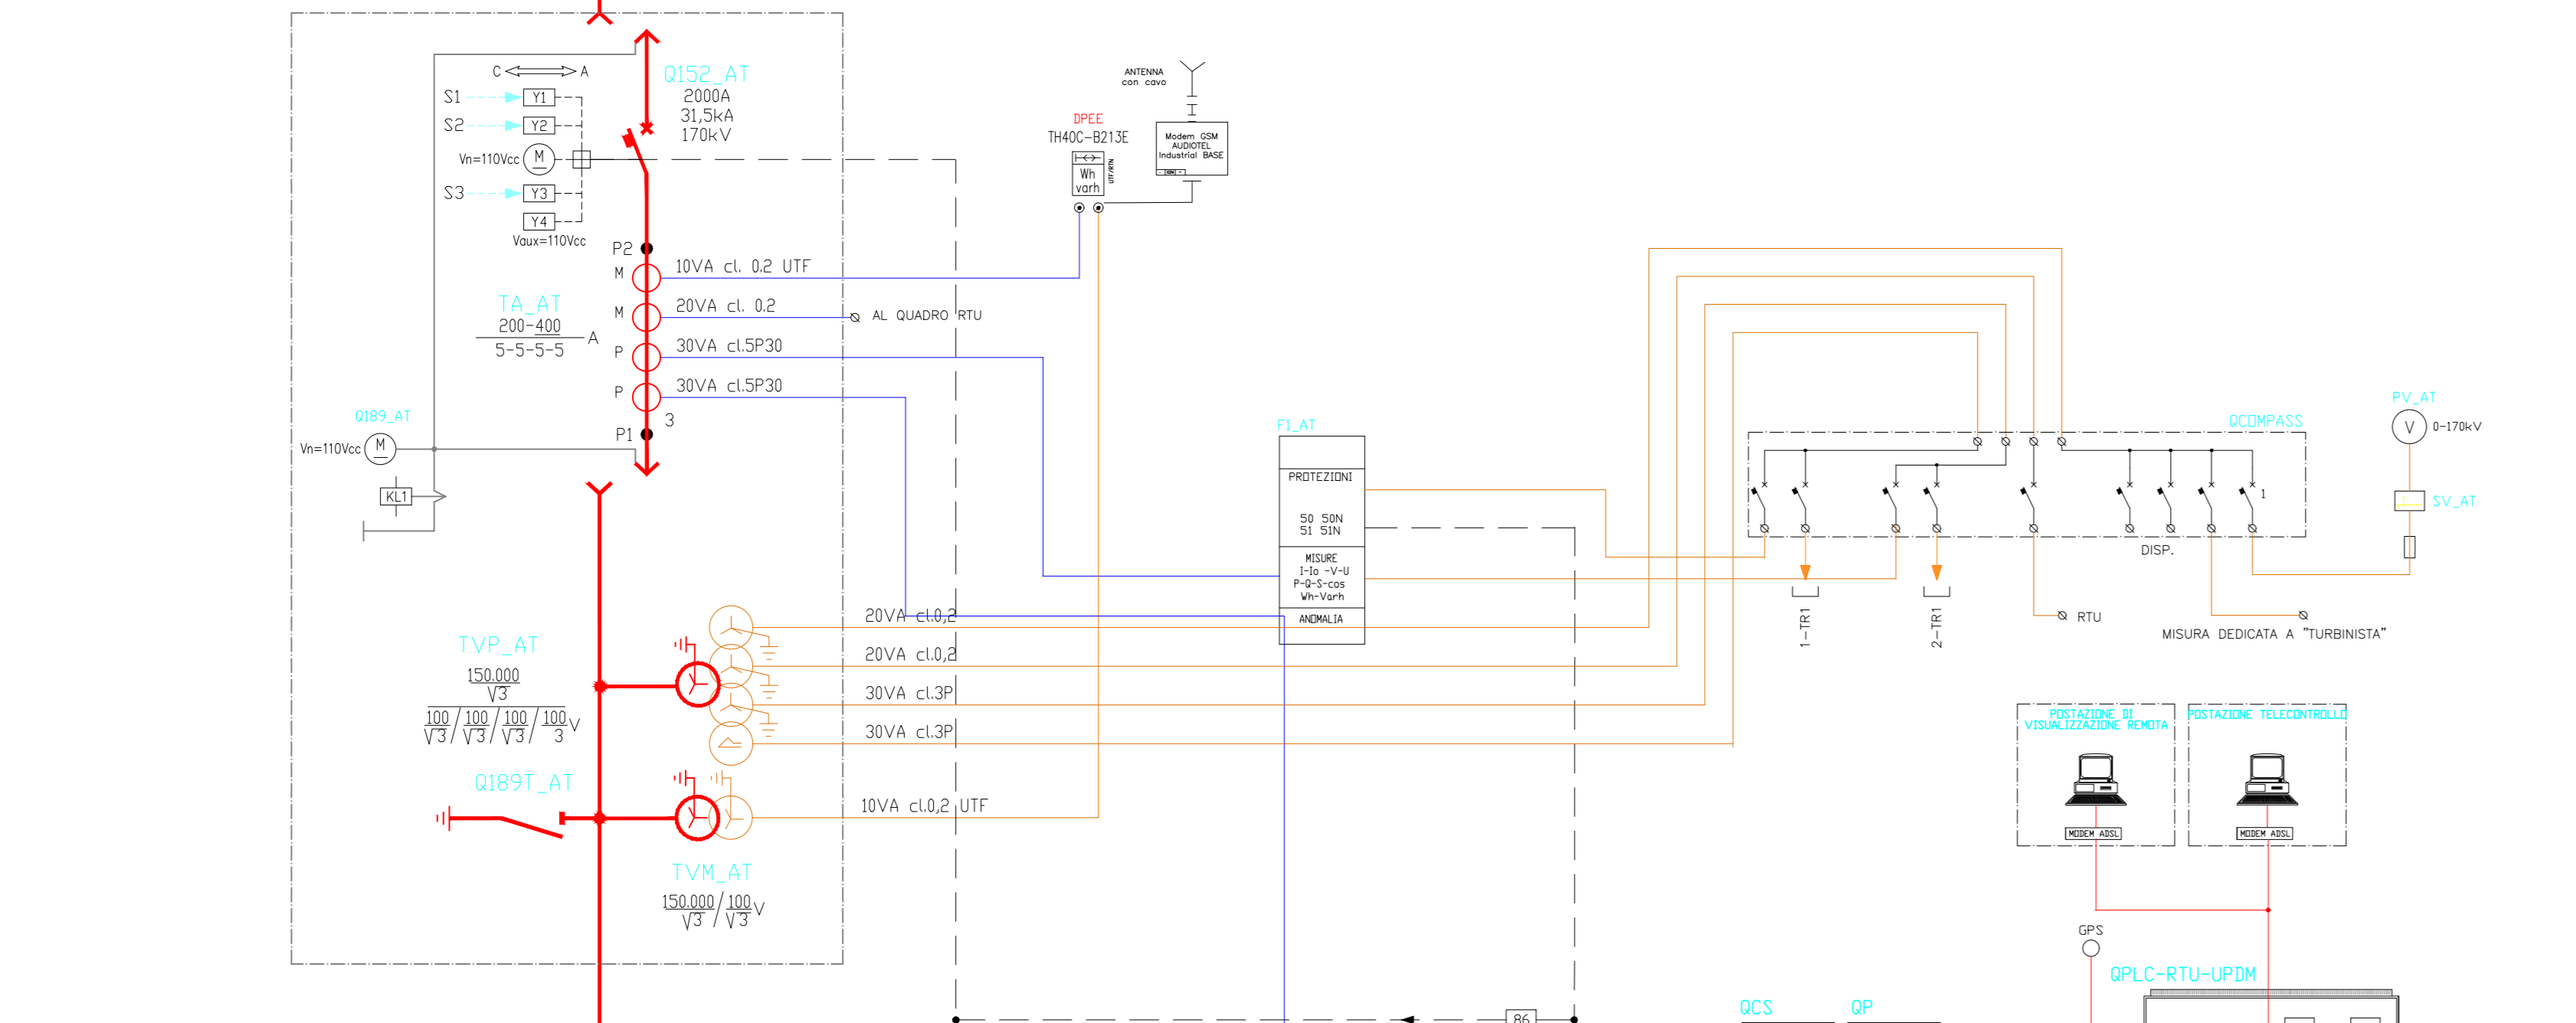 C A
S1 Y1
S2 Y2
Vn=110Vcc M
S3 Y3
Y4
Vaux=110Vcc
Q152_AT
2000A
31,5kA
170kV
P2
M 10VA cl. 0.2 UTF
M 20VA cl. 0.2
AL QUADRO RTU
P 30VA cl.5P30
P 30VA cl.5P30
3
P1
TA_AT
200-400
5-5-5-5
A
Q189_AT
Vn=110Vcc M
KL1
TVP_AT
150.000
√3
100/100/100/100 V
√3 √3 √3 3
20VA cl.0,2
20VA cl.0,2
30VA cl.3P
30VA cl.3P
Q189T_AT
10VA cl.0,2 UTF
TVM_AT
150.000/100 V
√3 √3
ANTENNA
con cavo
DPEE
TH40C-B213E
Wh
varh
UTF/RTN
Modem GSM
AUDIOTEL
Industrial BASE
F1_AT
PROTEZIONI
50 50N
51 51N
MISURE
I-Io -V-U
P-Q-S-cos
Wh-Varh
ANOMALIA
86
QCOMPASS
1
DISP.
1-TR1
2-TR1
RTU
MISURA DEDICATA A "TURBINISTA"
PV_AT
V 0-170kV
SV_AT
POSTAZIONE DI
VISUALIZZAZIONE REMOTA
MODEM ADSL
POSTAZIONE TELECONTROLLO
MODEM ADSL
GPS
QPLC-RTU-UPDM
QCS
QP